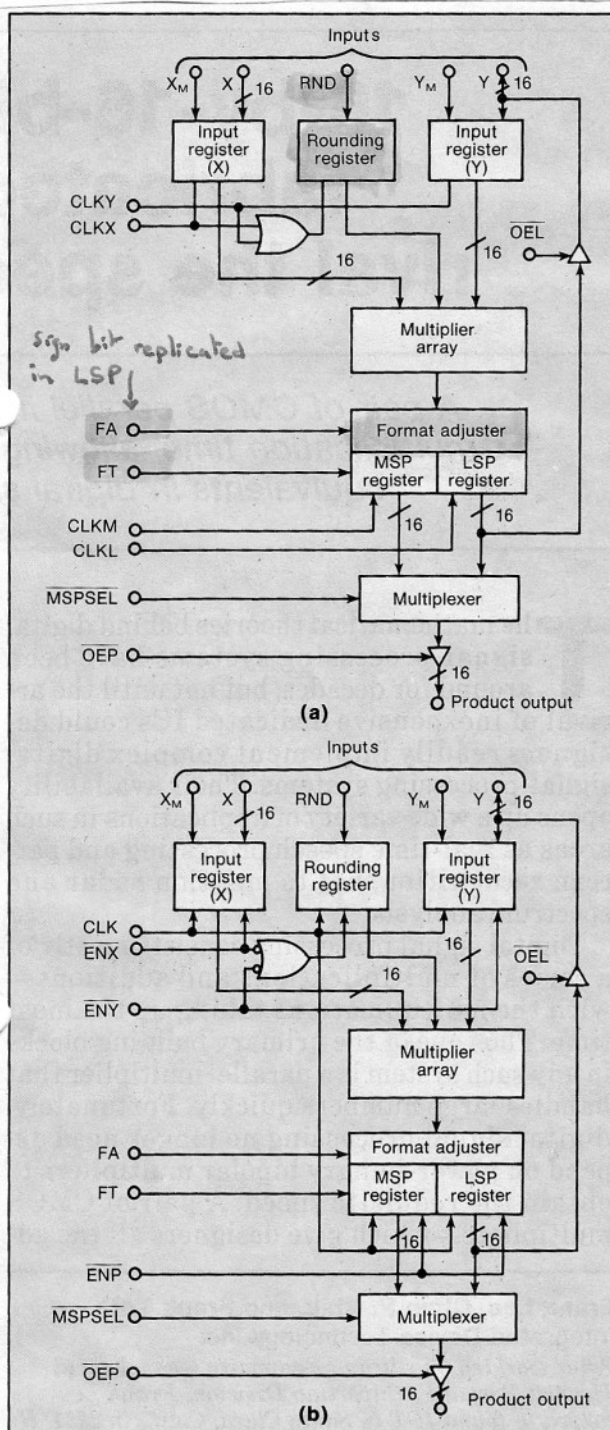 Inputs
X_M X 16 RND Y_M Y 16
Input register (X)
Rounding register
Input register (Y)
CLKY
CLKX
OEL
16
16
Multiplier array
sign bit replicated
in LSP
FA
Format adjuster
FT
MSP register
LSP register
16
16
CLKM
CLKL
MSPSEL
Multiplexer
OEP
16
Product output
(a)
Inputs
X_M X 16 RND Y_M Y 16
Input register (X)
Rounding register
Input register (Y)
CLK
ENX
16
16
OEL
ENY
Multiplier array
FA
Format adjuster
FT
MSP register
LSP register
16
16
ENP
MSPSEL
Multiplexer
OEP
16
Product output
(b)